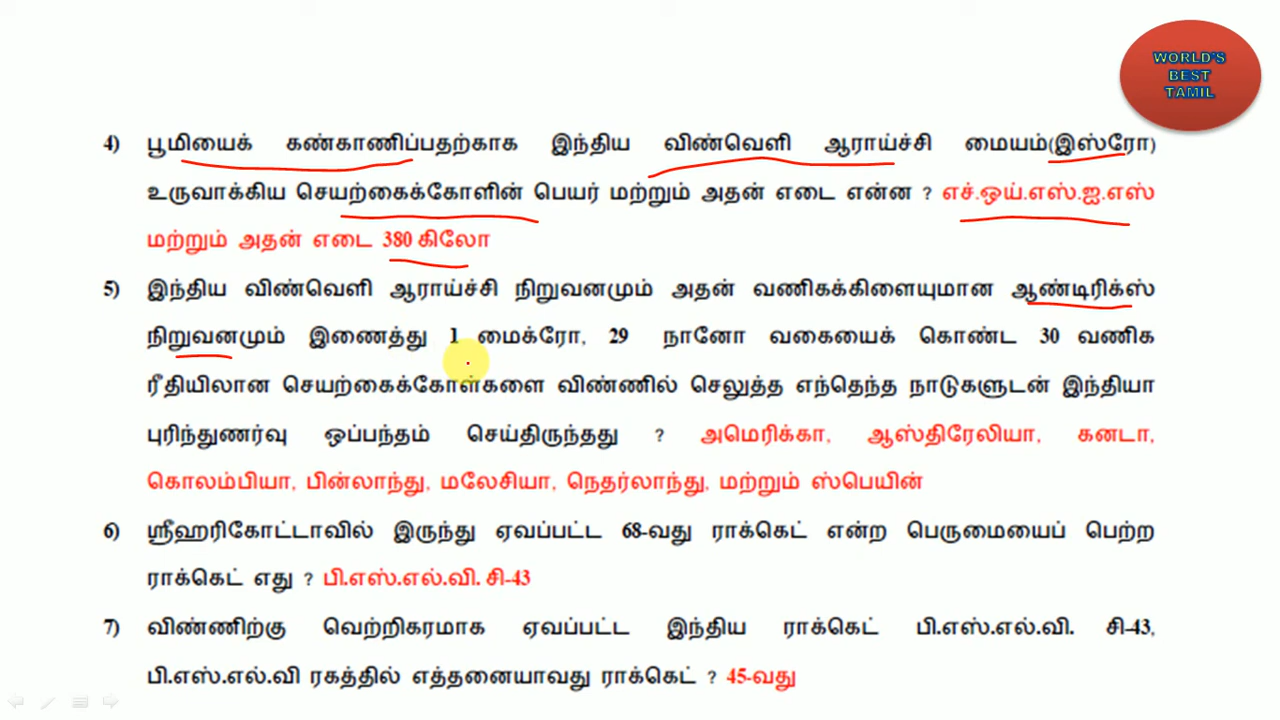 WORLD'S
BEST
TAMIL
4) பூமியைக் கண்காணிப்பதற்காக இந்திய விண்வெளி ஆராய்ச்சி மையம்(இஸ்ரோ)
உருவாக்கிய செயற்கைக்கோளின் பெயர் மற்றும் அதன் எடை என்ன ? எச்.ஒய்.எஸ்.ஐ.எஸ்
மற்றும் அதன் எடை 380 கிலோ
5) இந்திய விண்வெளி ஆராய்ச்சி நிறுவனமும் அதன் வணிகக்கிளையுமான ஆண்டிரிக்ஸ்
நிறுவனமும் இணைத்து 1 மைக்ரோ, 29 நானோ வகையைக் கொண்ட 30 வணிக
ரீதியிலான செயற்கைக்கோள்களை விண்ணில் செலுத்த எந்தெந்த நாடுகளுடன் இந்தியா
புரிந்துணர்வு ஒப்பந்தம் செய்திருந்தது ? அமெரிக்கா, ஆஸ்திரேலியா, கனடா,
கொலம்பியா, பின்லாந்து, மலேசியா, நெதர்லாந்து, மற்றும் ஸ்பெயின்
6) ஸ்ரீஹரிகோட்டாவில் இருந்து ஏவப்பட்ட 68-வது ராக்கெட் என்ற பெருமையைப் பெற்ற
ராக்கெட் எது ? பி.எஸ்.எல்.வி. சி-43
7) விண்ணிற்கு வெற்றிகரமாக ஏவப்பட்ட இந்திய ராக்கெட் பி.எஸ்.எல்.வி. சி-43,
பி.எஸ்.எல்.வி ரகத்தில் எத்தனையாவது ராக்கெட் ? 45-வது